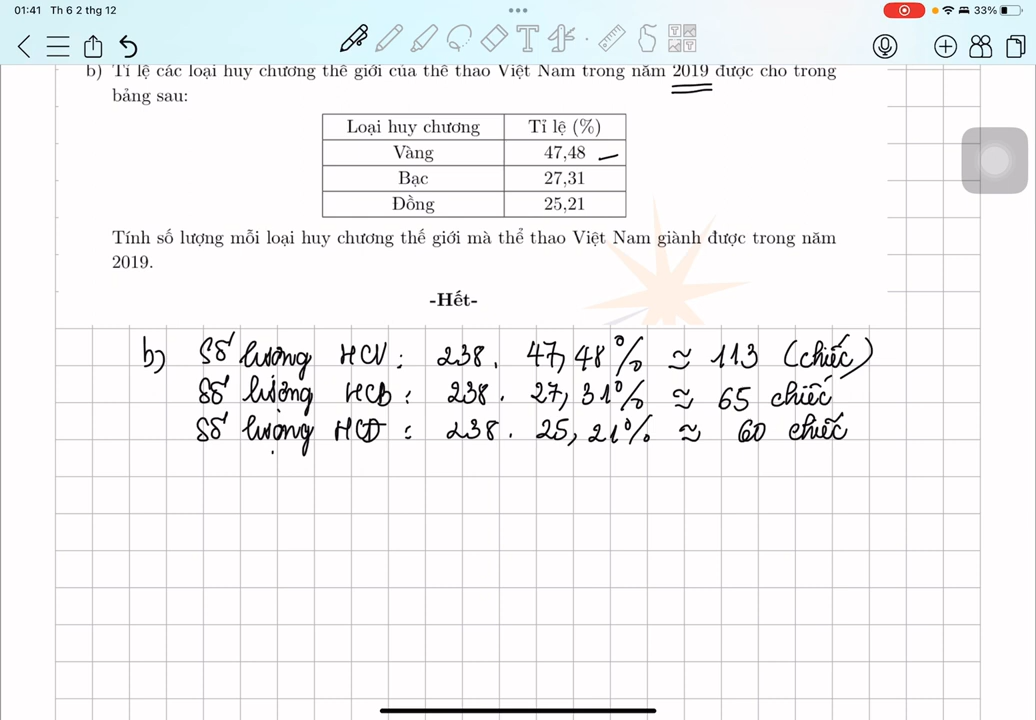 01:41 Th 6 2 thg 12
33%
b) Tỉ lệ các loại huy chương thế giới của thể thao Việt Nam trong năm 2019 được cho trong
bảng sau:
Loại huy chương Tỉ lệ (%)
Vàng 47,48
Bạc 27,31
Đồng 25,21
Tính số lượng mỗi loại huy chương thế giới mà thể thao Việt Nam giành được trong năm
2019.
-Hết-
b) Số lượng HCV : 238 . 47,48% ≈ 113 (chiếc)
Số lượng HCB : 238 . 27,31% ≈ 65 chiếc
Số lượng HCĐ : 238 . 25,21% ≈ 60 chiếc